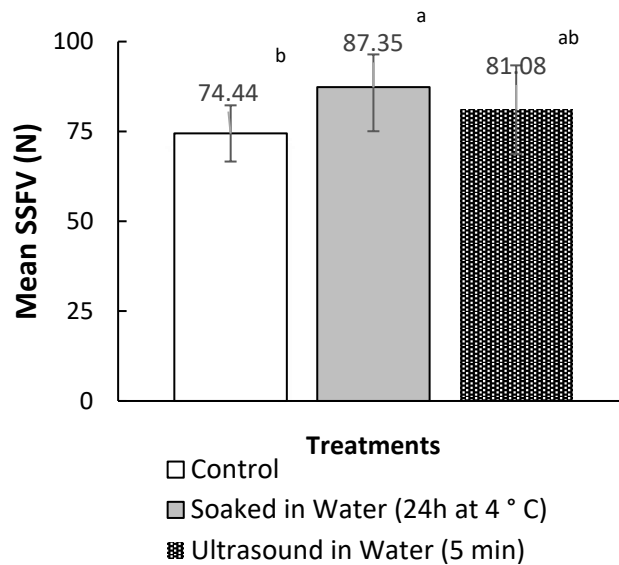 Mean SSFV (N)
100
75
50
25
0
b
a
ab
74.44
87.35
81.08
Treatments
Control
Soaked in Water (24h at 4 ° C)
Ultrasound in Water (5 min)